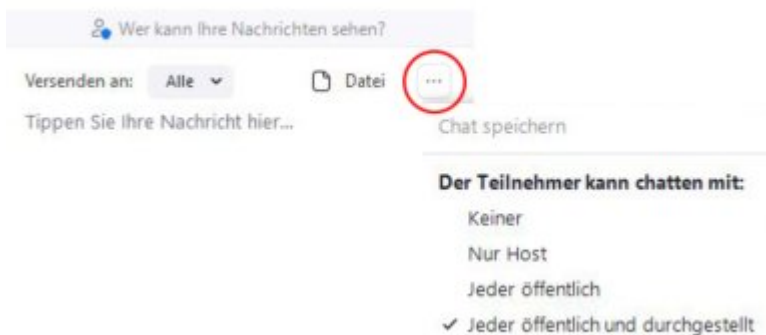 Wer kann Ihre Nachrichten sehen?
Versenden an: Alle Datei ...
Tippen Sie Ihre Nachricht hier...
Chat speichern
Der Teilnehmer kann chatten mit:
Keiner
Nur Host
Jeder öffentlich
✓ Jeder öffentlich und durchgestellt